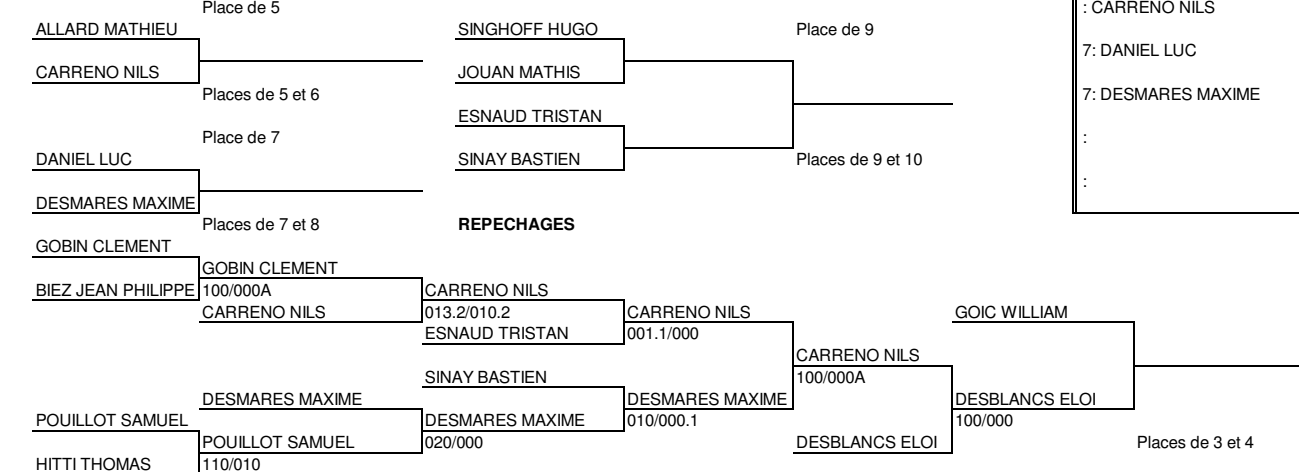 Place de 5
: CARRENO NILS
ALLARD MATHIEU
SINGHOFF HUGO
Place de 9
7: DANIEL LUC
CARRENO NILS
JOUAN MATHIS
Places de 5 et 6
7: DESMARES MAXIME
ESNAUD TRISTAN
Place de 7
:
DANIEL LUC
SINAY BASTIEN
Places de 9 et 10
:
DESMARES MAXIME
Places de 7 et 8
REPECHAGES
GOBIN CLEMENT
GOBIN CLEMENT
BIEZ JEAN PHILIPPE
100/000A
CARRENO NILS
CARRENO NILS
013.2/010.2
CARRENO NILS
GOIC WILLIAM
ESNAUD TRISTAN
001.1/000
CARRENO NILS
SINAY BASTIEN
100/000A
DESMARES MAXIME
DESMARES MAXIME
DESBLANCS ELOI
POUILLOT SAMUEL
DESMARES MAXIME
010/000.1
100/000
POUILLOT SAMUEL
020/000
DESBLANCS ELOI
Places de 3 et 4
HITTI THOMAS
110/010